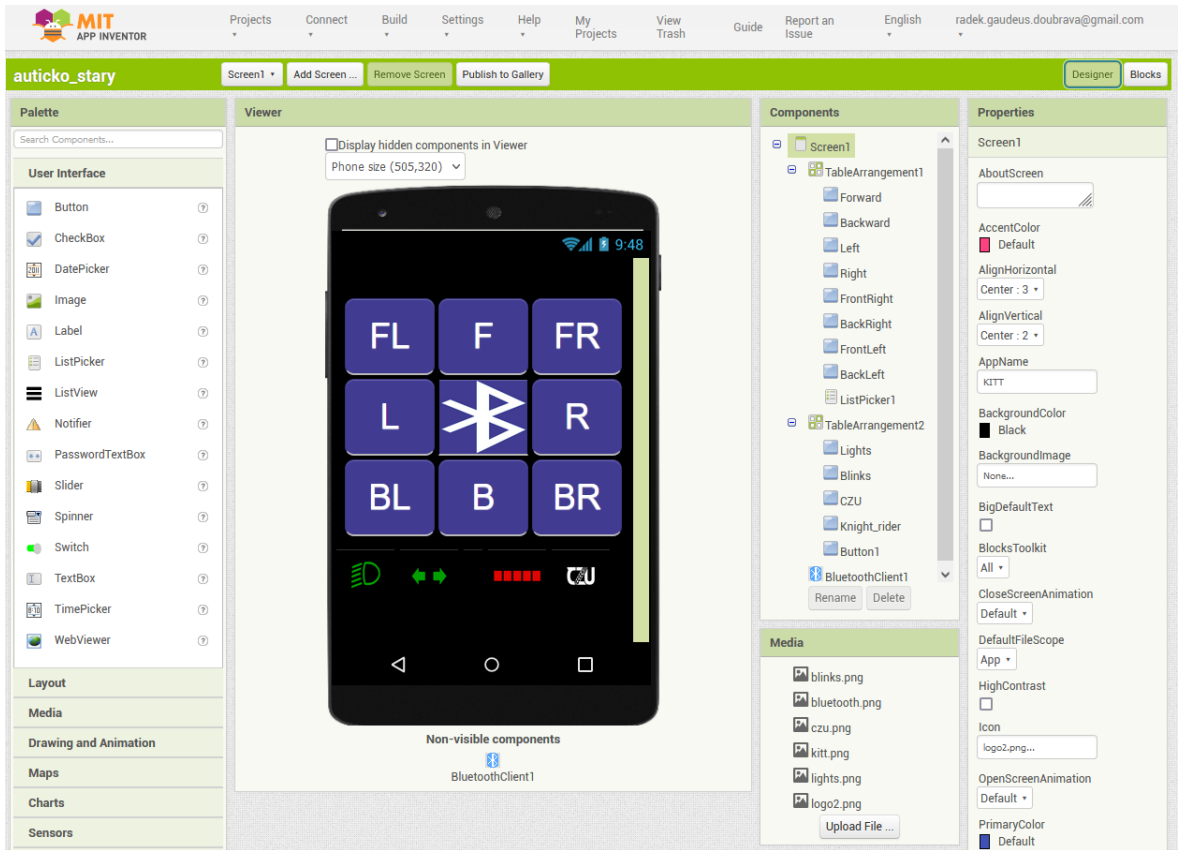 MIT
APP INVENTOR
Projects
Connect
Build
Settings
Help
My Projects
View Trash
Guide
Report an Issue
English
radek.gaudeus.doubrava@gmail.com
auticko_stary
Screen1
Add Screen ...
Remove Screen
Publish to Gallery
Designer
Blocks
Palette
Search Components...
User Interface
Button
CheckBox
DatePicker
Image
Label
ListPicker
ListView
Notifier
PasswordTextBox
Slider
Spinner
Switch
TextBox
TimePicker
WebViewer
Layout
Media
Drawing and Animation
Maps
Charts
Sensors
Viewer
Display hidden components in Viewer
Phone size (505,320)
9:48
FL F FR
L R
BL B BR
CZU
Non-visible components
BluetoothClient1
Components
Screen1
TableArrangement1
Forward
Backward
Left
Right
FrontRight
BackRight
FrontLeft
BackLeft
ListPicker1
TableArrangement2
Lights
Blinks
CZU
Knight_rider
Button1
BluetoothClient1
Rename
Delete
Media
blinks.png
bluetooth.png
czu.png
kitt.png
lights.png
logo2.png
Upload File ...
Properties
Screen1
AboutScreen
AccentColor
Default
AlignHorizontal
Center : 3
AlignVertical
Center : 2
AppName
KITT
BackgroundColor
Black
BackgroundImage
None...
BigDefaultText
BlocksToolkit
All
CloseScreenAnimation
Default
DefaultFileScope
App
HighContrast
Icon
logo2.png...
OpenScreenAnimation
Default
PrimaryColor
Default